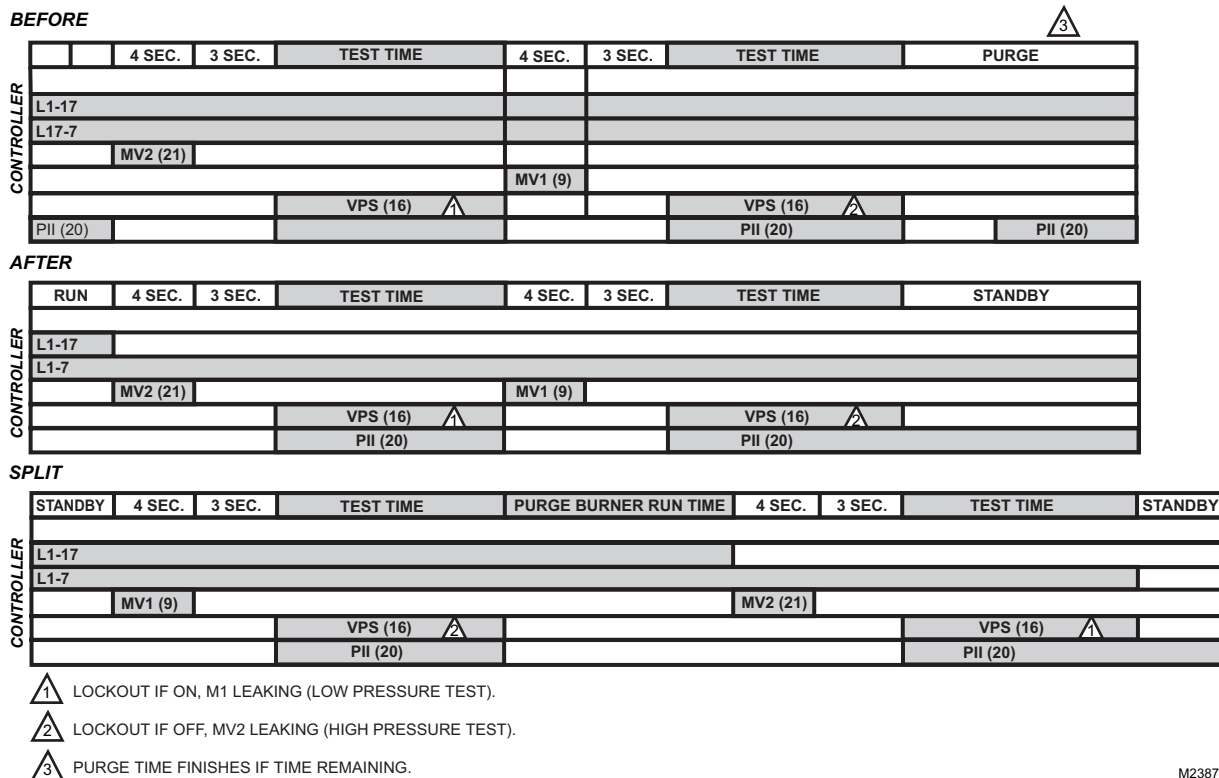 BEFORE
3
4 SEC. 3 SEC. TEST TIME 4 SEC. 3 SEC. TEST TIME PURGE
CONTROLLER
L1-17
L17-7
MV2 (21)
MV1 (9)
VPS (16) 1 VPS (16) 2
PII (20) PII (20) PII (20)
AFTER
RUN 4 SEC. 3 SEC. TEST TIME 4 SEC. 3 SEC. TEST TIME STANDBY
CONTROLLER
L1-17
L1-7
MV2 (21) MV1 (9)
VPS (16) 1 VPS (16) 2
PII (20) PII (20)
SPLIT
STANDBY 4 SEC. 3 SEC. TEST TIME PURGE BURNER RUN TIME 4 SEC. 3 SEC. TEST TIME STANDBY
CONTROLLER
L1-17
L1-7
MV1 (9) MV2 (21)
VPS (16) 2 VPS (16) 1
PII (20) PII (20)
1 LOCKOUT IF ON, M1 LEAKING (LOW PRESSURE TEST).
2 LOCKOUT IF OFF, MV2 LEAKING (HIGH PRESSURE TEST).
3 PURGE TIME FINISHES IF TIME REMAINING.
M2387